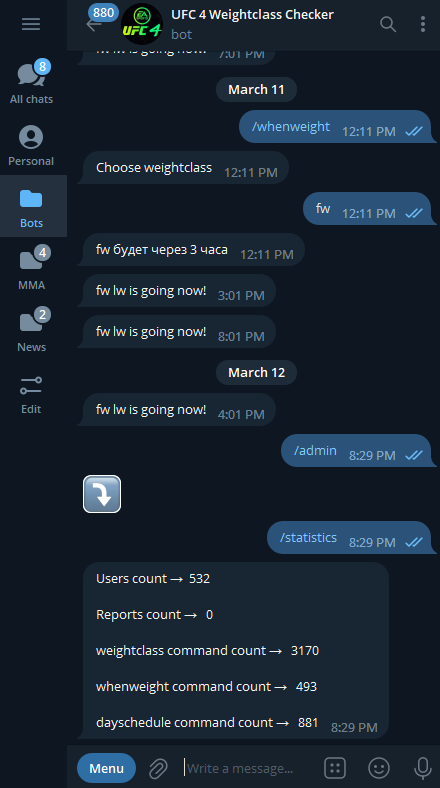 880
UFC 4 Weightclass Checker
bot
UFC 4
fw lw is going now! 7:01 PM
March 11
/whenweight 12:11 PM
Choose weightclass 12:11 PM
fw 12:11 PM
fw будет через 3 часа 12:11 PM
fw lw is going now! 3:01 PM
fw lw is going now! 8:01 PM
March 12
fw lw is going now! 4:01 PM
/admin 8:29 PM
/statistics 8:29 PM
Users count → 532
Reports count → 0
weightclass command count → 3170
whenweight command count → 493
dayschedule command count → 881
8:29 PM
Menu
Write a message...
8
All chats
Personal
Bots
4
MMA
2
News
Edit